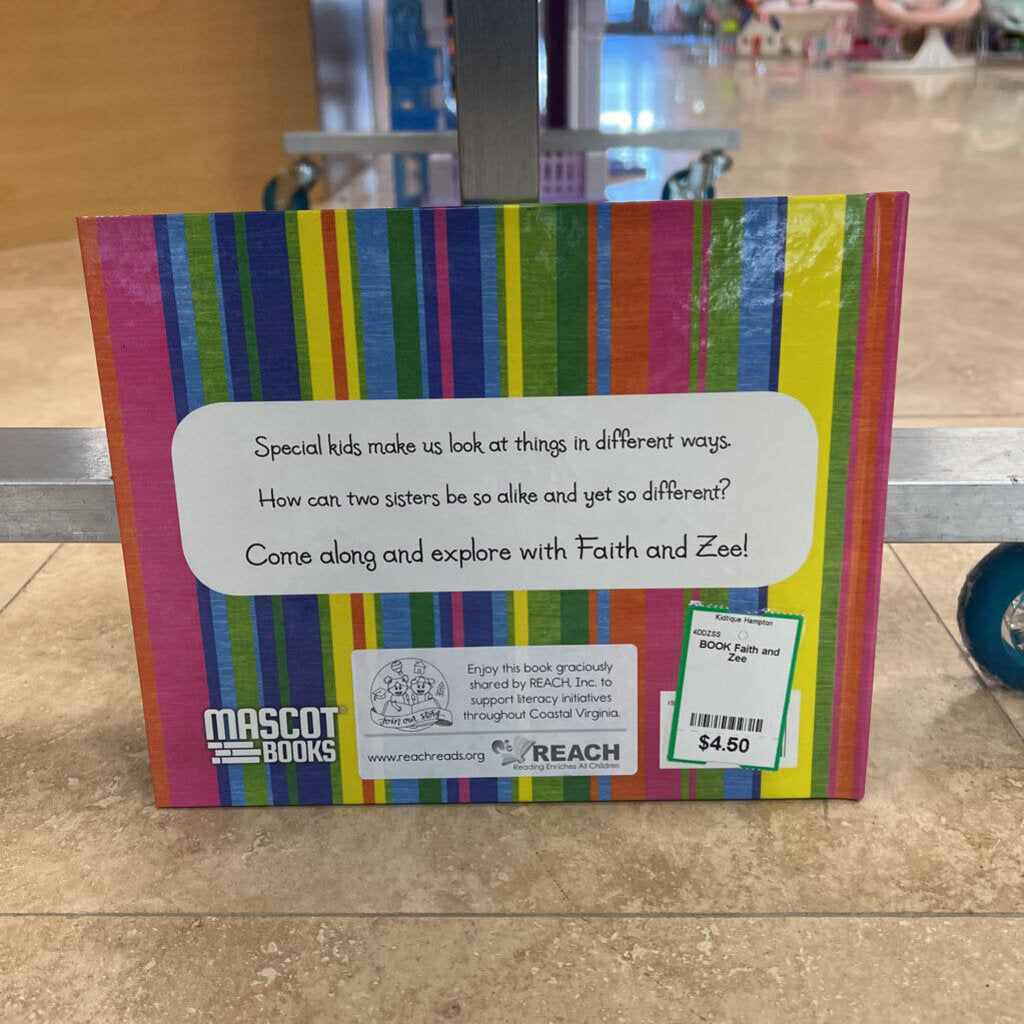 Special kids make us look at things in different ways.
How can two sisters be so alike and yet so different?
Come along and explore with Faith and Zee!
MASCOT®
BOOKS
Join our story
Enjoy this book graciously
shared by REACH, Inc. to
support literacy initiatives
throughout Coastal Virginia.
www.reachreads.org
REACH
Reading Enriches All Children
Kidtique Hampton
4DDZSS
BOOK Faith and
Zee
$4.50